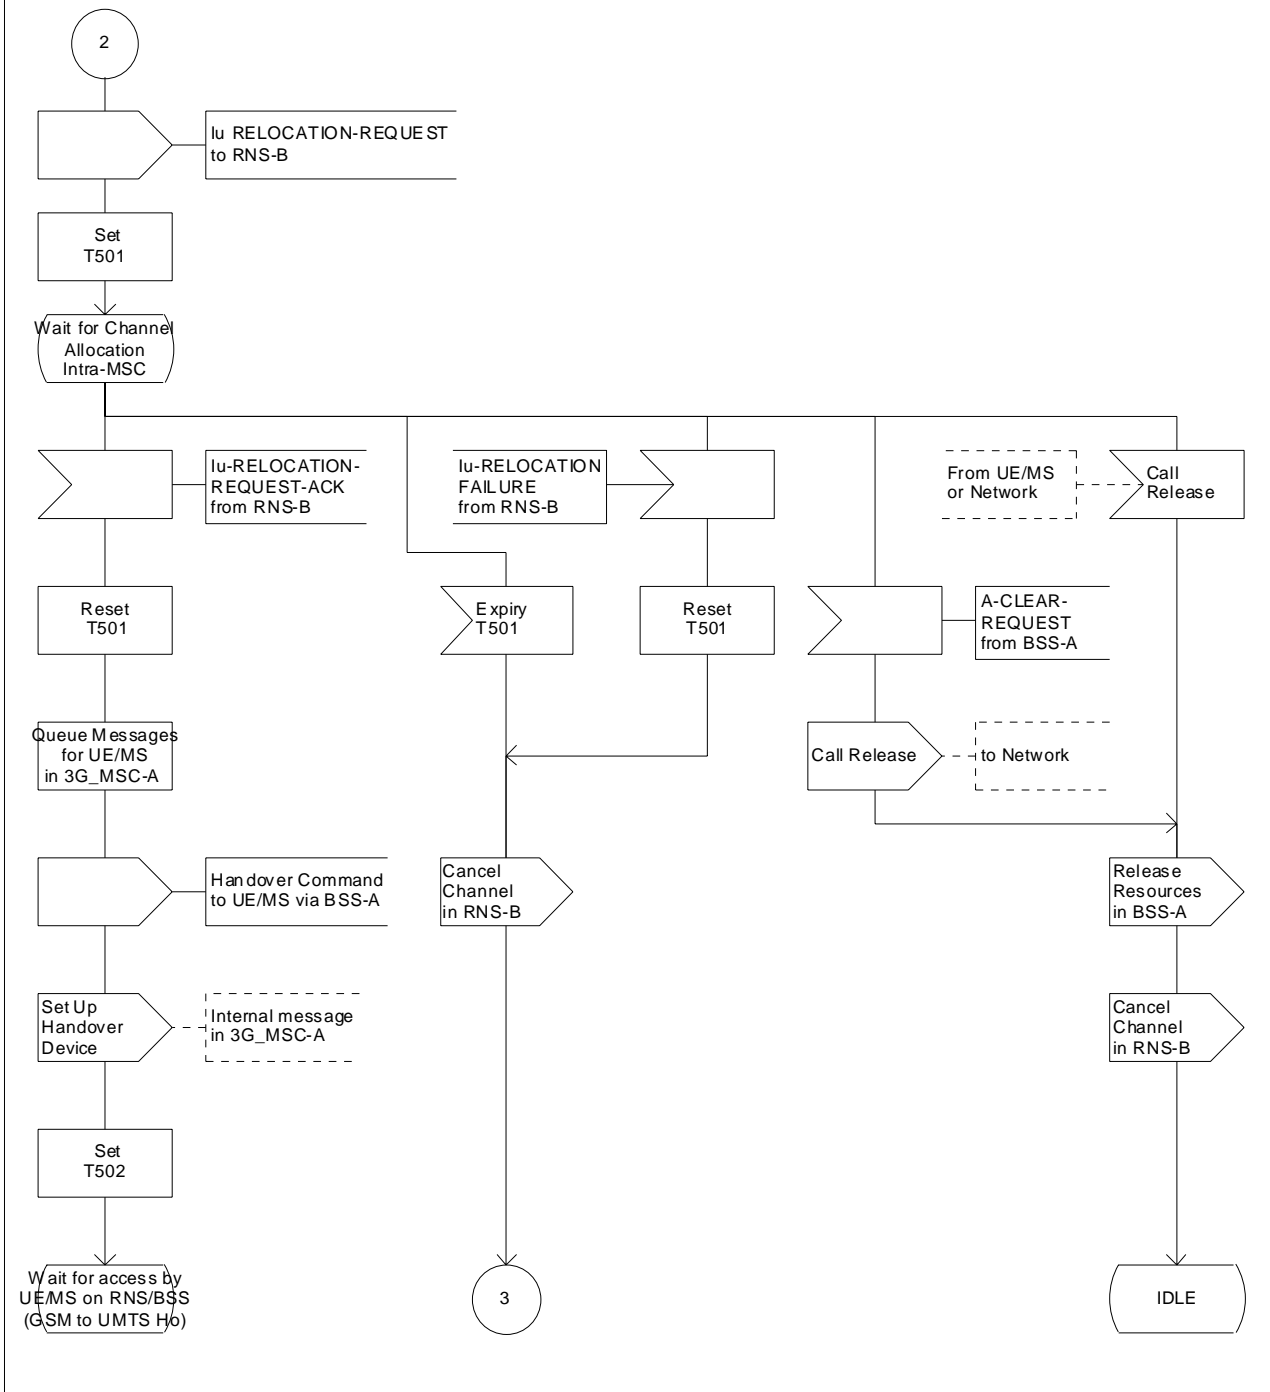 2
Iu RELOCATION-REQUEST
to RNS-B
Set
T501
Wait for Channel
Allocation
Intra-MSC
Iu-RELOCATION-
REQUEST-ACK
from RNS-B
Iu-RELOCATION
FAILURE
from RNS-B
From UE/MS
or Network
Call
Release
Reset
T501
Expiry
T501
Reset
T501
A-CLEAR-
REQUEST
from BSS-A
Queue Messages
for UE/MS
in 3G_MSC-A
Call Release
to Network
Handover Command
to UE/MS via BSS-A
Cancel
Channel
in RNS-B
Release
Resources
in BSS-A
Set Up
Handover
Device
Internal message
in 3G_MSC-A
Cancel
Channel
in RNS-B
Set
T502
Wait for access by
UE/MS on RNS/BSS
(GSM to UMTS Ho)
3
IDLE